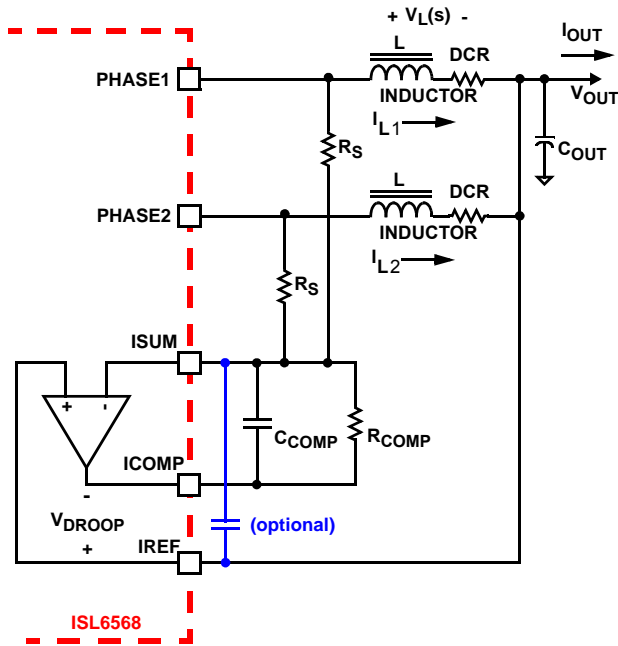 + VL(s) -
IOUT
L
DCR
PHASE1
INDUCTOR
VOUT
IL1
COUT
RS
L
DCR
PHASE2
INDUCTOR
IL2
RS
ISUM
+ -
CCOMP
RCOMP
ICOMP
-
VDROOP
(optional)
+
IREF
ISL6568